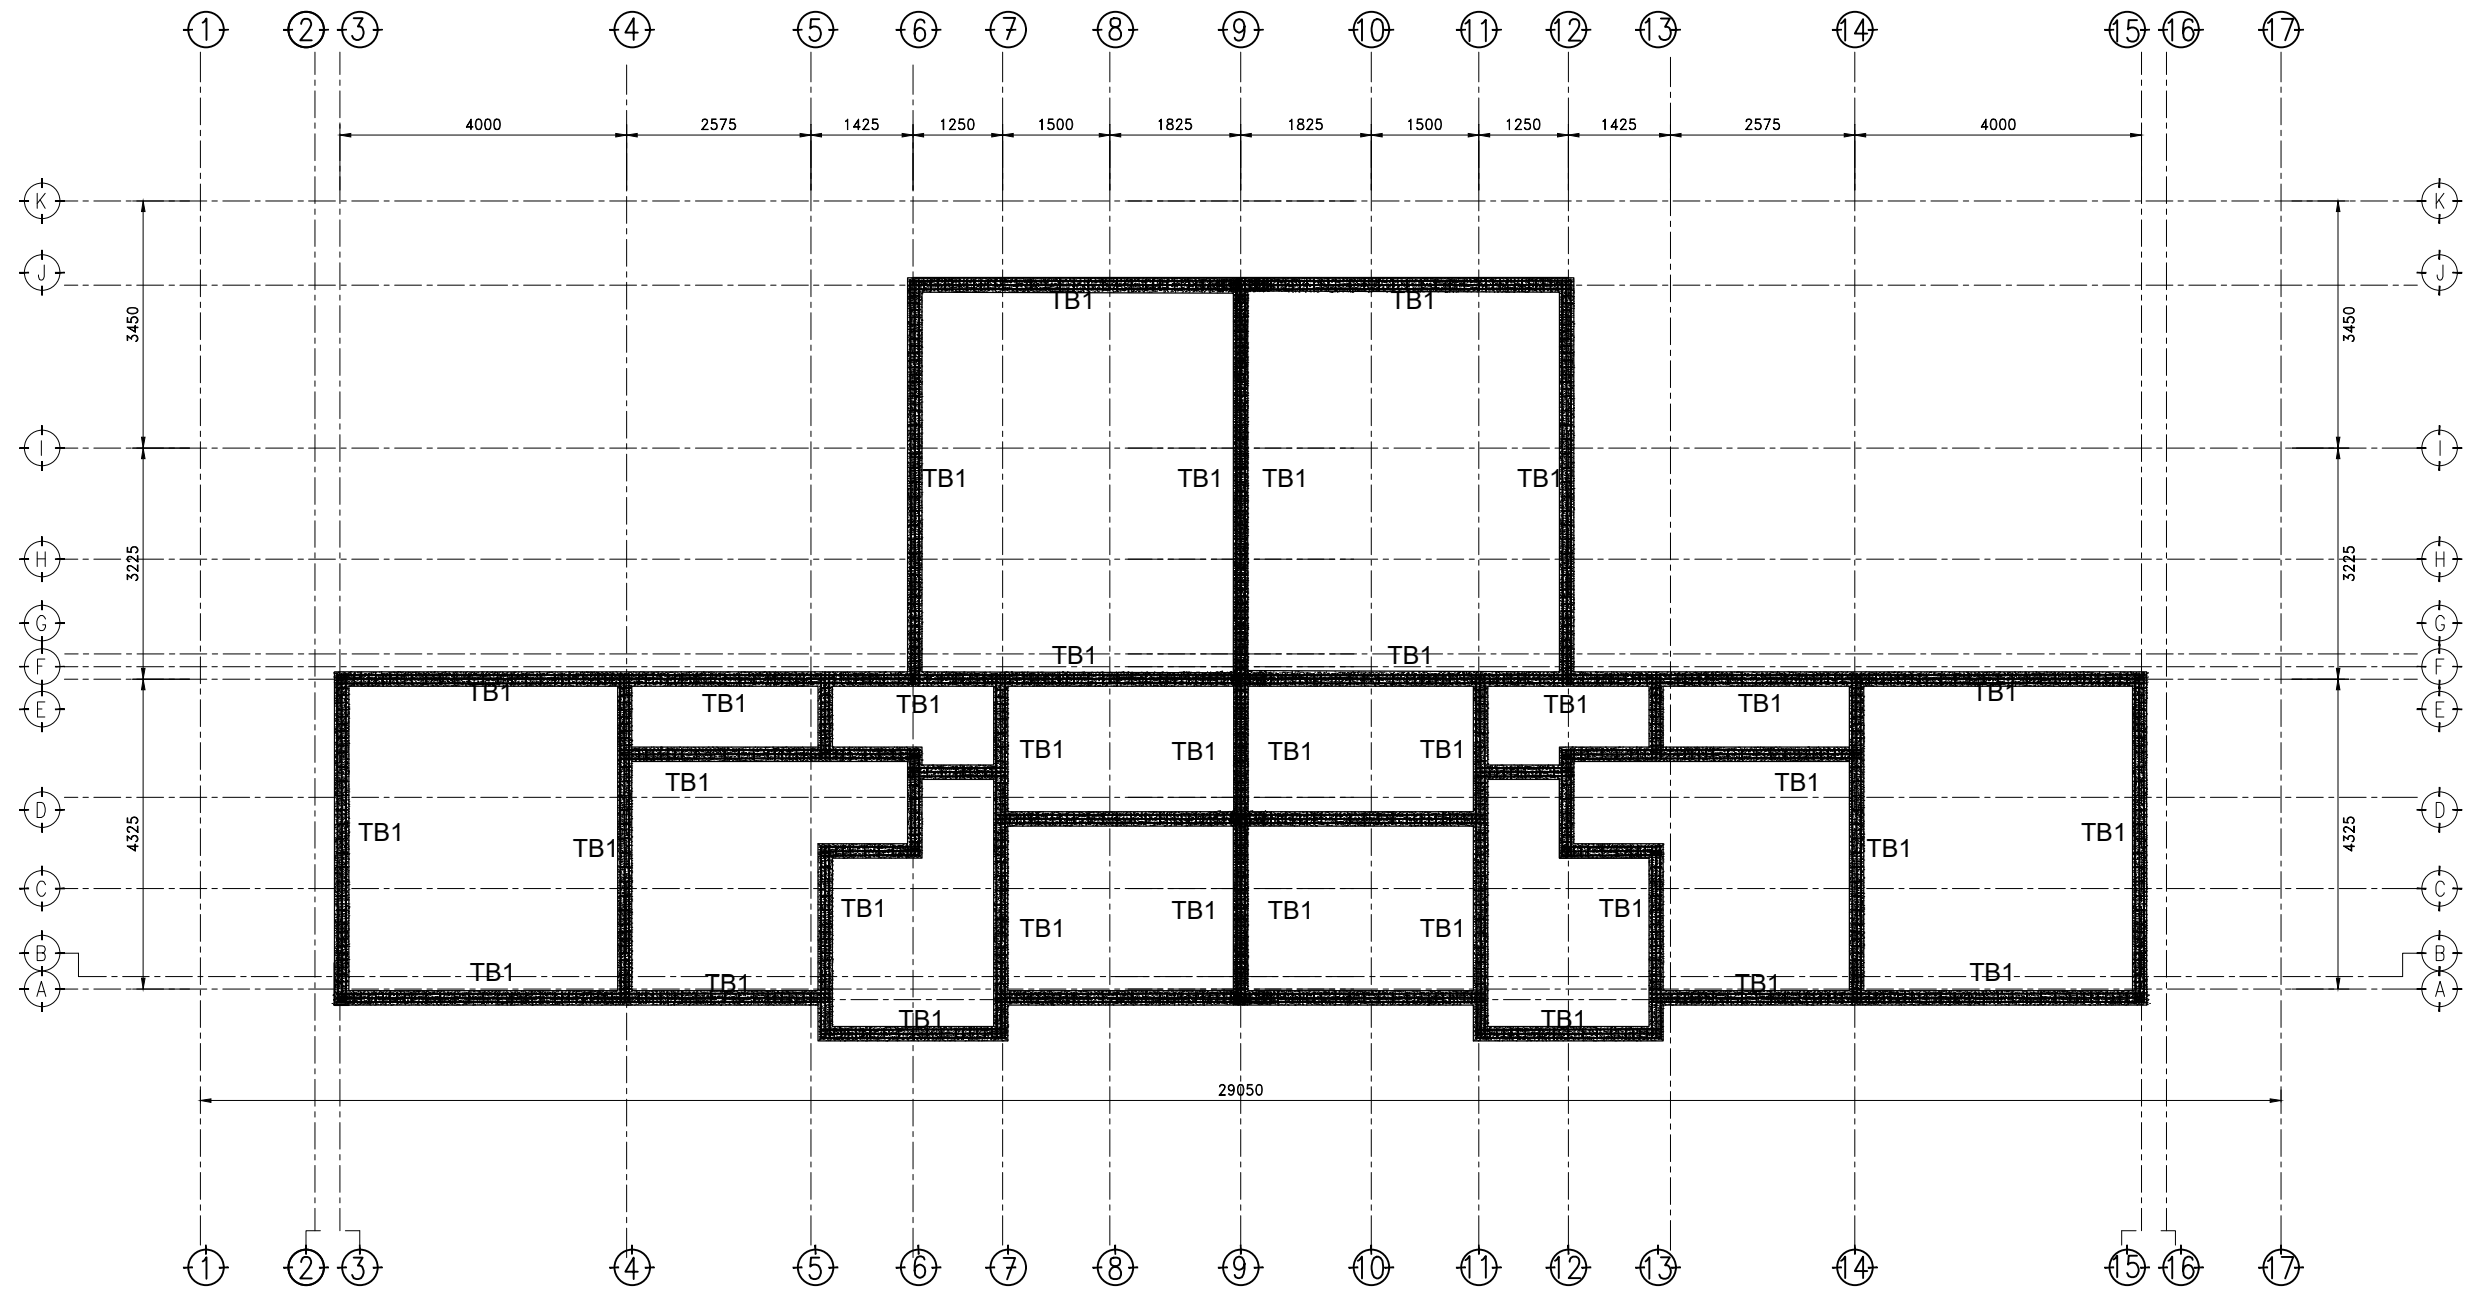 1 2 3 4 5 6 7 8 9 10 11 12 13 14 15 16 17
4000 2575 1425 1250 1500 1825 1825 1500 1250 1425 2575 4000
K K
J J
TB1 TB1
3450 3450
I I
TB1 TB1 TB1 TB1
H H
3225 3225
G G
TB1 TB1
F F
TB1 TB1
TB1 TB1 TB1 TB1
E E
TB1 TB1 TB1 TB1
TB1 TB1
D D
4325 TB1 TB1 4325
TB1 TB1
C C
TB1 TB1 TB1 TB1
TB1 TB1
B B
TB1 TB1
TB1 TB1
A A
TB1 TB1
29050
1 2 3 4 5 6 7 8 9 10 11 12 13 14 15 16 17